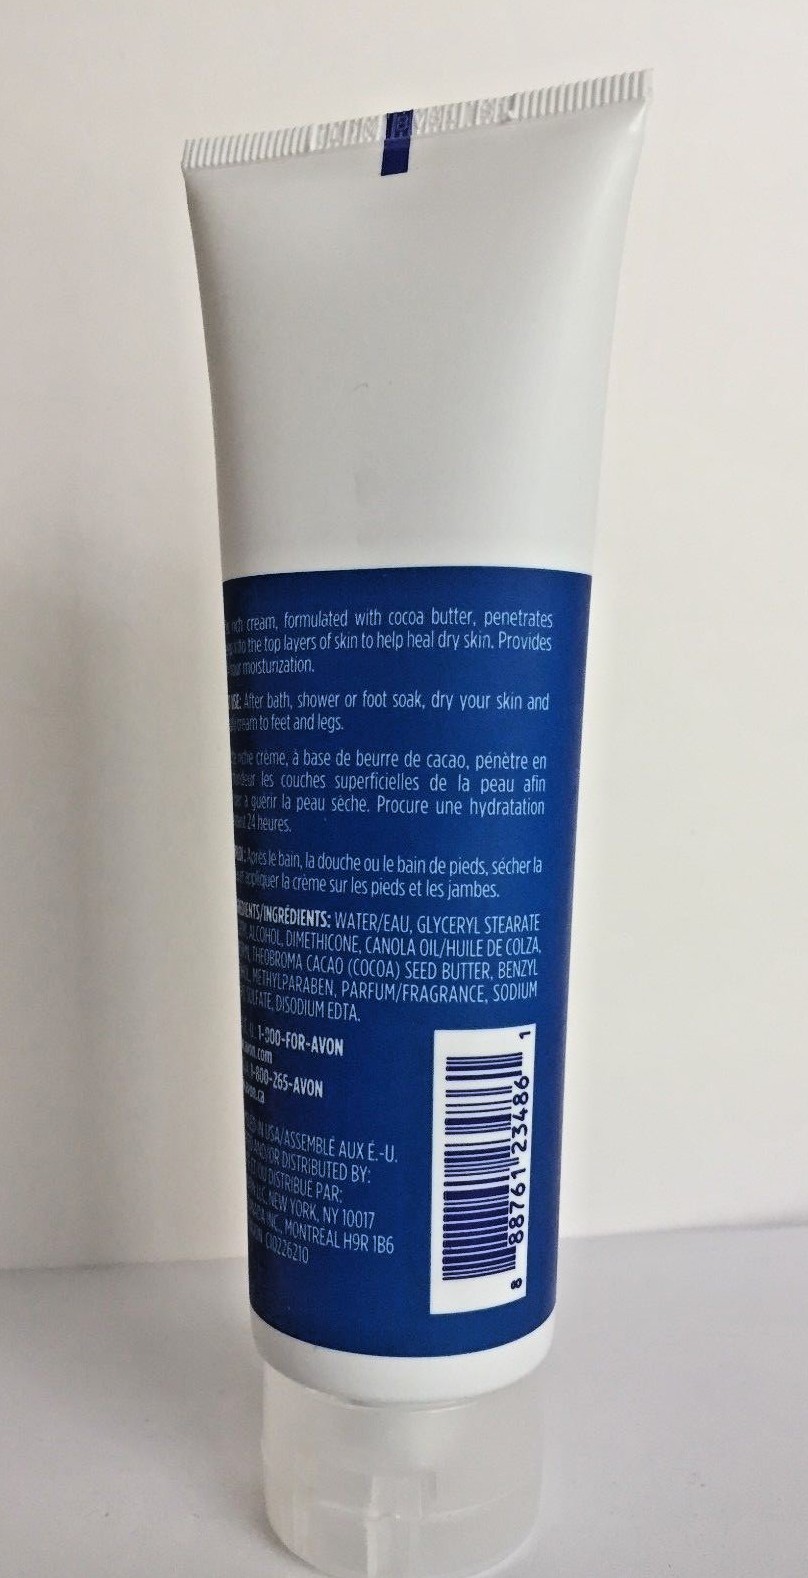 rich cream, formulated with cocoa butter, penetrates
the top layers of skin to help heal dry skin. Provides
moisturization.
USE: After bath, shower or foot soak, dry your skin and
cream to feet and legs.
crème, à base de beurre de cacao, pénètre en
les couches superficielles de la peau afin
à guérir la peau sèche. Procure une hydratation
24 heures.
Après le bain, la douche ou le bain de pieds, sécher la
appliquer la crème sur les pieds et les jambes.
INGRÉDIENTS: WATER/EAU, GLYCERYL STEARATE
ALCOHOL, DIMETHICONE, CANOLA OIL/HUILE DE COLZA,
THEOBROMA CACAO (COCOA) SEED BUTTER, BENZYL
METHYLPARABEN, PARFUM/FRAGRANCE, SODIUM
DISODIUM EDTA.
1-800-FOR-AVON
.com
1-800-265-AVON
.ca
IN USA/ASSEMBLÉ AUX É.-U.
DISTRIBUTED BY:
DISTRIBUÉ PAR:
NEW YORK, NY 10017
INC., MONTRÉAL H9R 1B6
C10226210
8 88761 23486 1